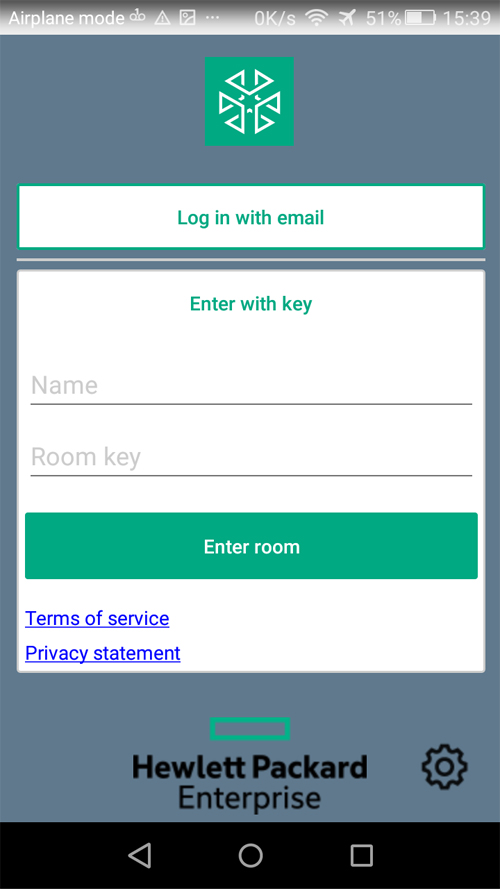 Airplane mode ... 0K/s 51% 15:39
Log in with email
Enter with key
Name
Room key
Enter room
Terms of service
Privacy statement
Hewlett Packard
Enterprise